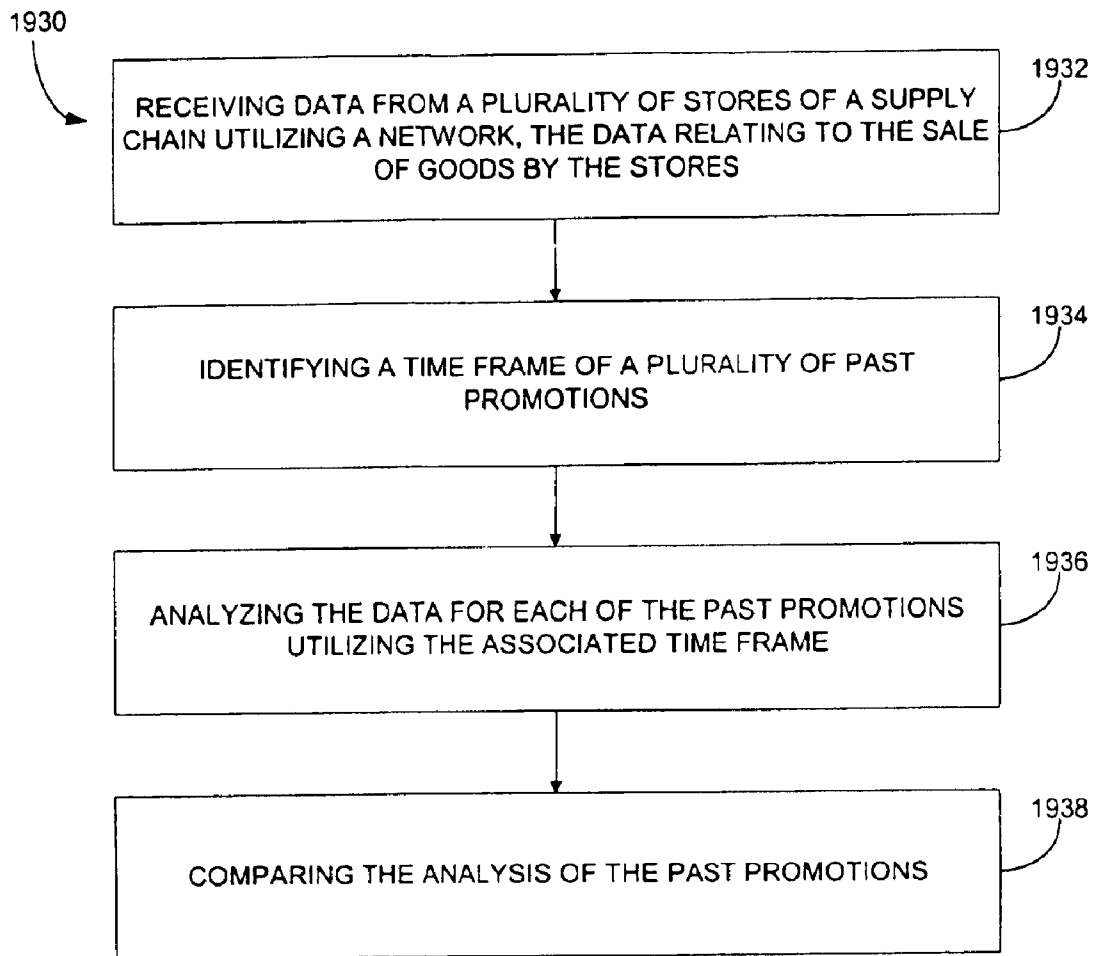 1930
1932
RECEIVING DATA FROM A PLURALITY OF STORES OF A SUPPLY
CHAIN UTILIZING A NETWORK, THE DATA RELATING TO THE SALE
OF GOODS BY THE STORES
1934
IDENTIFYING A TIME FRAME OF A PLURALITY OF PAST
PROMOTIONS
1936
ANALYZING THE DATA FOR EACH OF THE PAST PROMOTIONS
UTILIZING THE ASSOCIATED TIME FRAME
1938
COMPARING THE ANALYSIS OF THE PAST PROMOTIONS